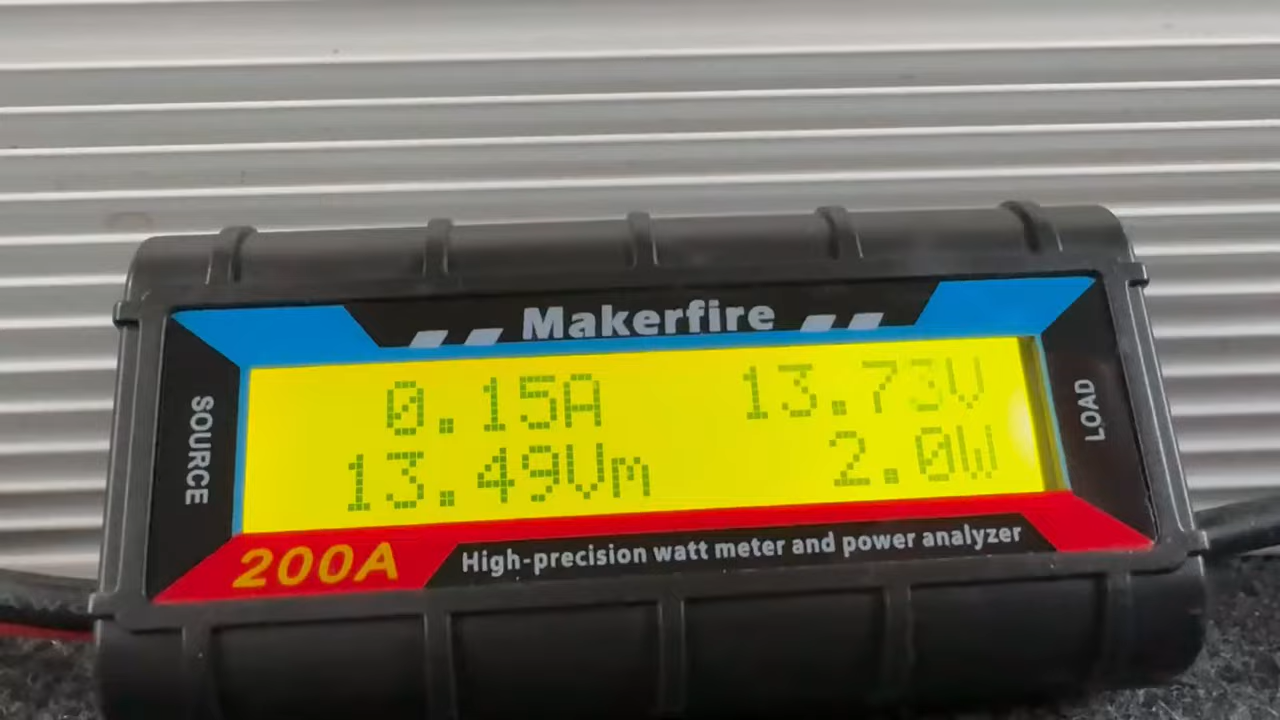 Makerfire
SOURCE
0.15A 13.73V
13.49Vm 2.0W
LOAD
200A High-precision watt meter and power analyzer